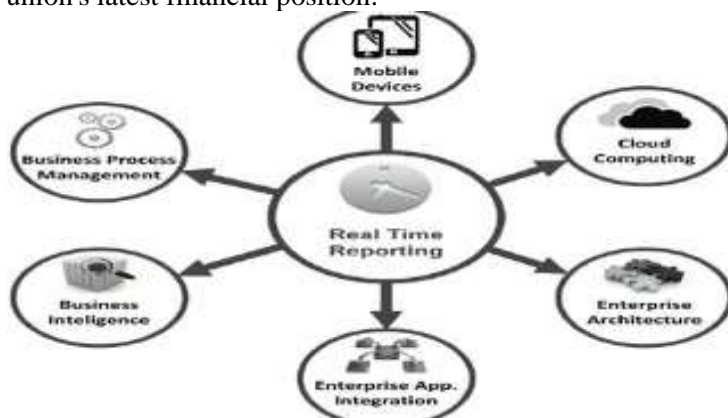 union's latest financial position.
Mobile
Devices
Business Process
Management
Cloud
Computing
Real Time
Reporting
Business
Inteligence
Enterprise
Architecture
Enterprise App.
Integration